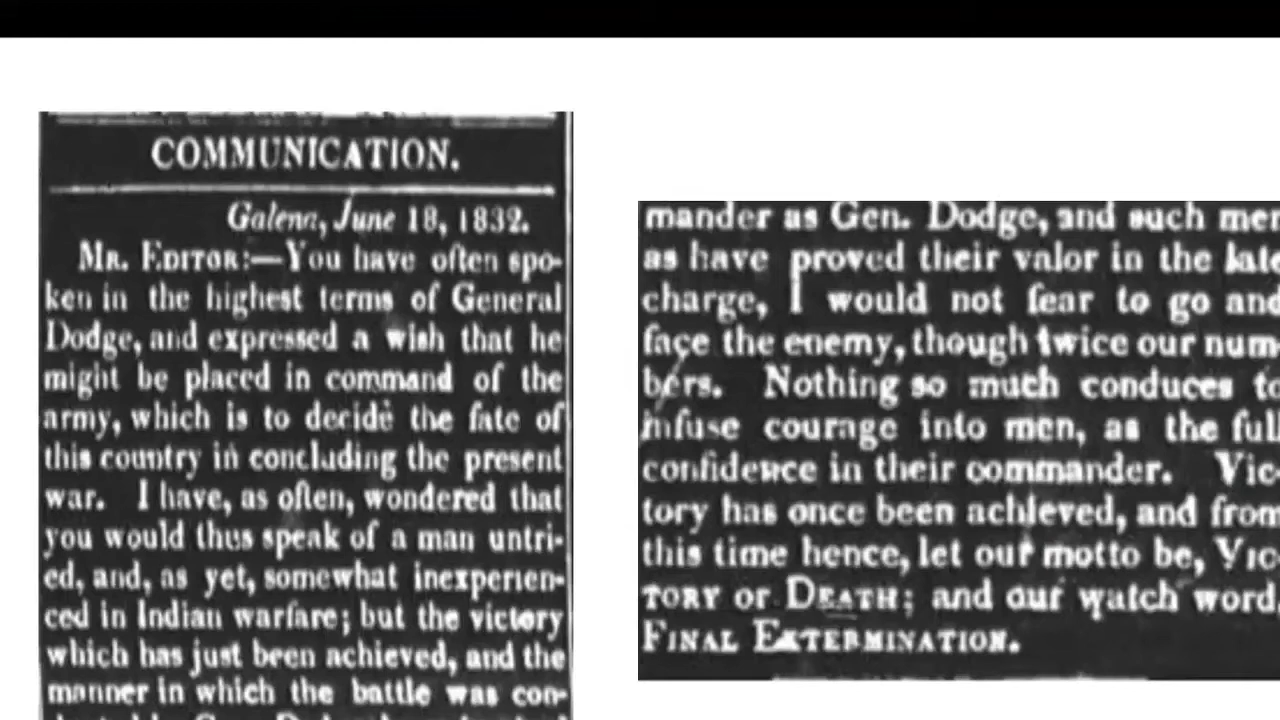 COMMUNICATION.
Galena, June 18, 1832.
MR. EDITOR:—You have often spo-
ken in the highest terms of General
Dodge, and expressed a wish that he
might be placed in command of the
army, which is to decide the fate of
this country in concluding the present
war. I have, as often, wondered that
you would thus speak of a man untri-
ed, and, as yet, somewhat inexperien-
ced in Indian warfare; but the victory
which has just been achieved, and the
manner in which the battle was con-
mander as Gen. Dodge, and such men
as have proved their valor in the late
charge, I would not fear to go and
face the enemy, though twice our num-
bers. Nothing so much conduces to
infuse courage into men, as the full
confidence in their commander. Vic-
tory has once been achieved, and from
this time hence, let our motto be, VIC-
TORY or DEATH; and our watch word,
FINAL EXTERMINATION.